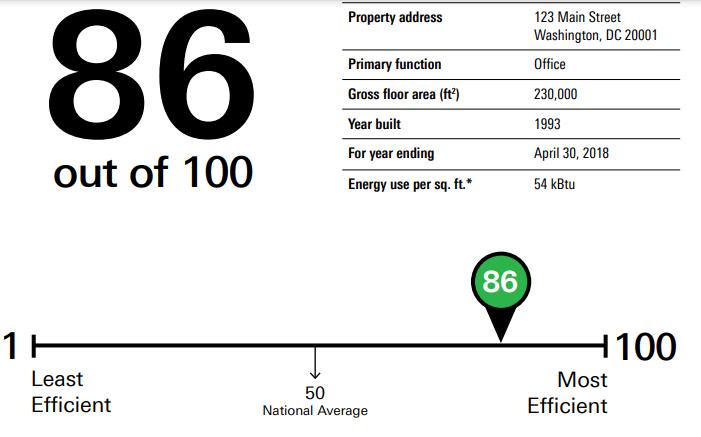 86
out of 100
Property address 123 Main Street
Washington, DC 20001
Primary function Office
Gross floor area (ft²) 230,000
Year built 1993
For year ending April 30, 2018
Energy use per sq. ft.* 54 kBtu
86
1 100
Least
Efficient
50
National Average
Most
Efficient